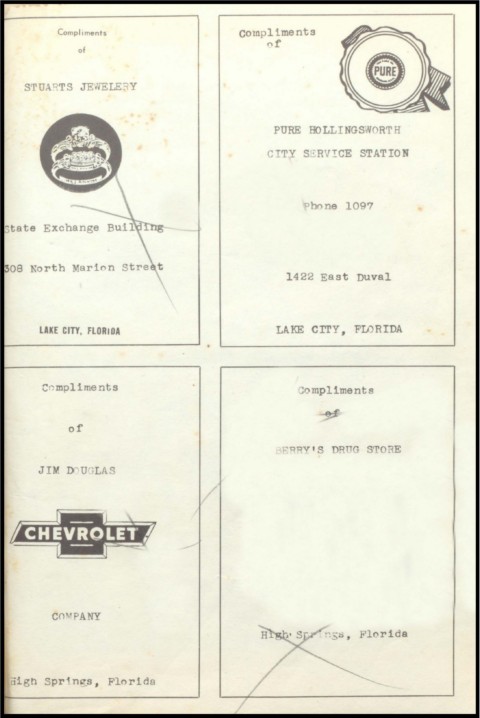 Compliments
of
STUARTS JEWELERY
State Exchange Building
308 North Marion Street
LAKE CITY, FLORIDA
Compliments
of
PURE
PURE HOLLINGSWORTH
CITY SERVICE STATION
Phone 1097
1422 East Duval
LAKE CITY, FLORIDA
Compliments
of
JIM DOUGLAS
CHEVROLET
COMPANY
High Springs, Florida
Compliments
of
BERRY'S DRUG STORE
High Springs, Florida